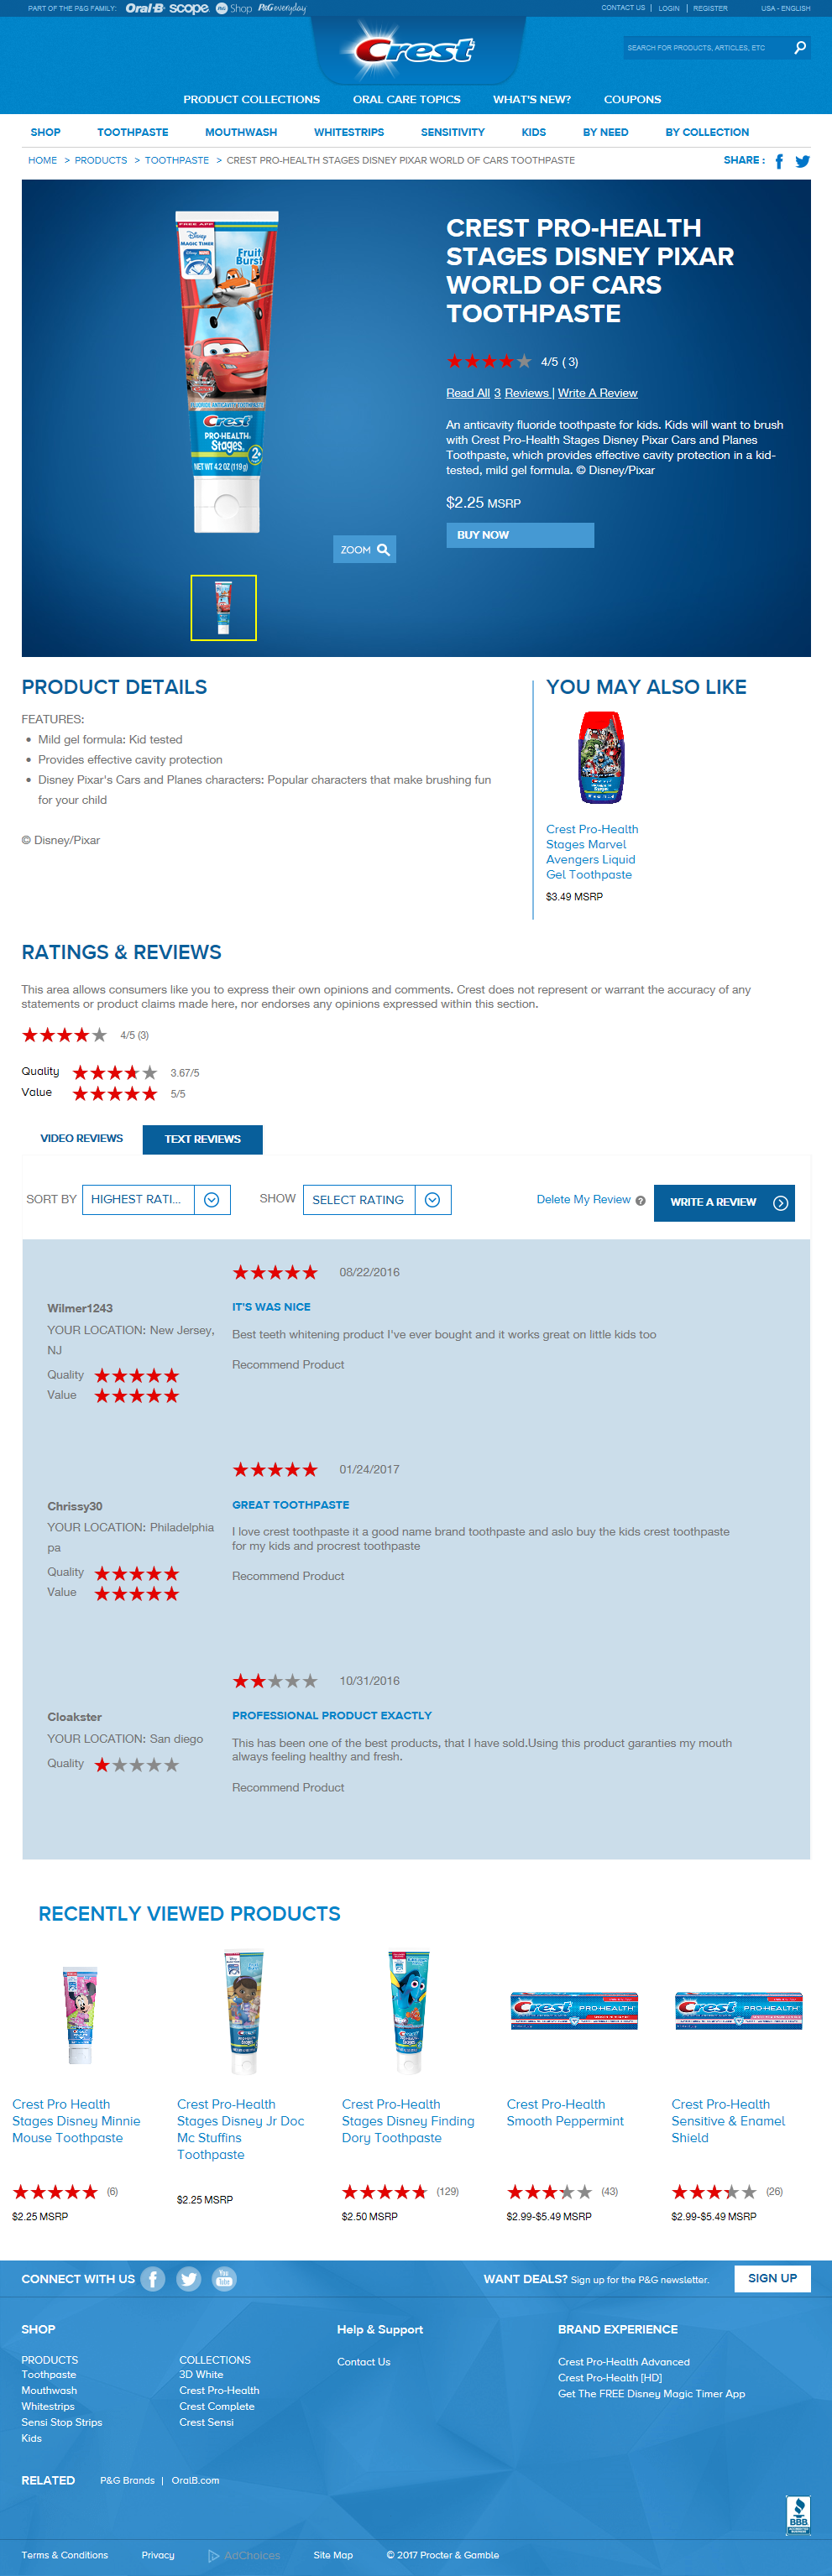 PART OF THE P&G FAMILY: Oral-B scope P&G Shop P&G everyday
CONTACT US | LOGIN | REGISTER USA - ENGLISH
Crest
SEARCH FOR PRODUCTS, ARTICLES, ETC
PRODUCT COLLECTIONS ORAL CARE TOPICS WHAT'S NEW? COUPONS
SHOP TOOTHPASTE MOUTHWASH WHITESTRIPS SENSITIVITY KIDS BY NEED BY COLLECTION
HOME > PRODUCTS > TOOTHPASTE > CREST PRO-HEALTH STAGES DISNEY PIXAR WORLD OF CARS TOOTHPASTE
SHARE :
FREE APP
Disney
MAGIC TIMER
Fruit
Burst
Crest
PRO-HEALTH
Stages
2+
NET WT 4.2 OZ (119 g)
ZOOM
CREST PRO-HEALTH
STAGES DISNEY PIXAR
WORLD OF CARS
TOOTHPASTE
4/5 ( 3)
Read All 3 Reviews | Write A Review
An anticavity fluoride toothpaste for kids. Kids will want to brush
with Crest Pro-Health Stages Disney Pixar Cars and Planes
Toothpaste, which provides effective cavity protection in a kid-
tested, mild gel formula. © Disney/Pixar
$2.25 MSRP
BUY NOW
PRODUCT DETAILS
FEATURES:
• Mild gel formula: Kid tested
• Provides effective cavity protection
• Disney Pixar's Cars and Planes characters: Popular characters that make brushing fun
for your child
© Disney/Pixar
YOU MAY ALSO LIKE
Crest Pro-Health
Stages Marvel
Avengers Liquid
Gel Toothpaste
$3.49 MSRP
RATINGS & REVIEWS
This area allows consumers like you to express their own opinions and comments. Crest does not represent or warrant the accuracy of any
statements or product claims made here, nor endorses any opinions expressed within this section.
4/5 (3)
Quality 3.67/5
Value 5/5
VIDEO REVIEWS TEXT REVIEWS
SORT BY HIGHEST RATI... SHOW SELECT RATING Delete My Review ? WRITE A REVIEW
08/22/2016
Wilmer1243
YOUR LOCATION: New Jersey,
NJ
Quality
Value
IT'S WAS NICE
Best teeth whitening product I've ever bought and it works great on little kids too
Recommend Product
01/24/2017
Chrissy30
YOUR LOCATION: Philadelphia
pa
Quality
Value
GREAT TOOTHPASTE
I love crest toothpaste it a good name brand toothpaste and aslo buy the kids crest toothpaste
for my kids and procrest toothpaste
Recommend Product
10/31/2016
Cloakster
YOUR LOCATION: San diego
Quality
PROFESSIONAL PRODUCT EXACTLY
This has been one of the best products, that I have sold.Using this product garanties my mouth
always feeling healthy and fresh.
Recommend Product
RECENTLY VIEWED PRODUCTS
Crest PRO-HEALTH
Crest PRO-HEALTH
Crest Pro Health
Stages Disney Minnie
Mouse Toothpaste
(6)
$2.25 MSRP
Crest Pro-Health
Stages Disney Jr Doc
Mc Stuffins
Toothpaste
$2.25 MSRP
Crest Pro-Health
Stages Disney Finding
Dory Toothpaste
(129)
$2.50 MSRP
Crest Pro-Health
Smooth Peppermint
(43)
$2.99-$5.49 MSRP
Crest Pro-Health
Sensitive & Enamel
Shield
(26)
$2.99-$5.49 MSRP
CONNECT WITH US You Tube
WANT DEALS? Sign up for the P&G newsletter. SIGN UP
SHOP
PRODUCTS
Toothpaste
Mouthwash
Whitestrips
Sensi Stop Strips
Kids
COLLECTIONS
3D White
Crest Pro-Health
Crest Complete
Crest Sensi
Help & Support
Contact Us
BRAND EXPERIENCE
Crest Pro-Health Advanced
Crest Pro-Health [HD]
Get The FREE Disney Magic Timer App
RELATED P&G Brands | OralB.com
BBB
Terms & Conditions Privacy AdChoices Site Map © 2017 Procter & Gamble